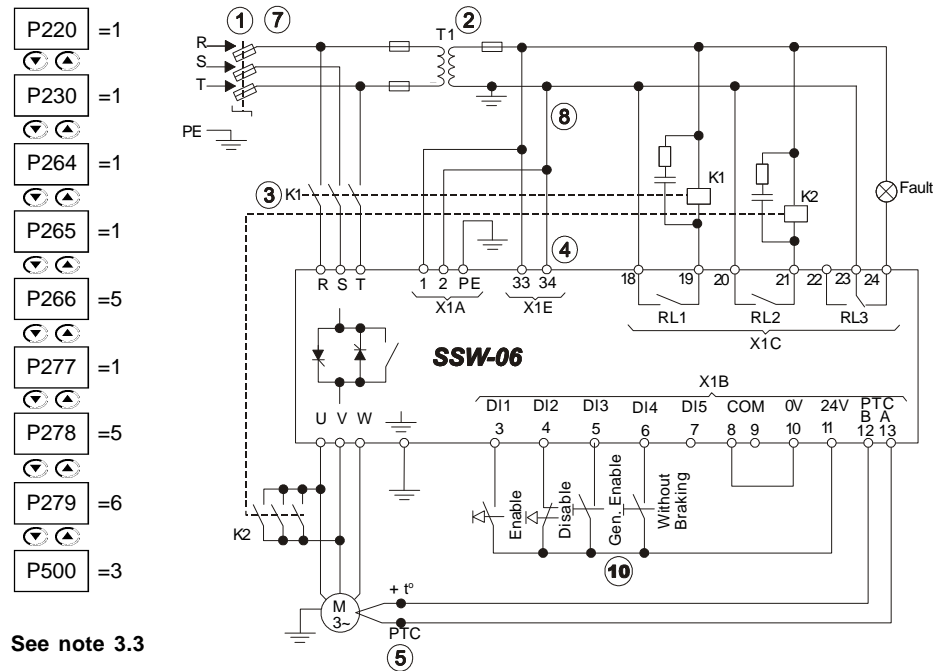 P220 =1
P230 =1
P264 =1
P265 =1
P266 =5
P277 =1
P278 =5
P279 =6
P500 =3
See note 3.3
1 7 T1 2
R
S
T
PE
8
3 K1
K1
K2
Fault
4
R S T 1 2 PE 33 34 18 19 20 21 22 23 24
X1A X1E RL1 RL2 RL3
X1C
SSW-06
X1B
U V W DI1 DI2 DI3 DI4 DI5 COM 0V 24V PTC
B A
3 4 5 6 7 8 9 10 11 12 13
Enable
Disable
Gen. Enable
Without
Braking
K2
10
+ tº
M
3~
PTC
5